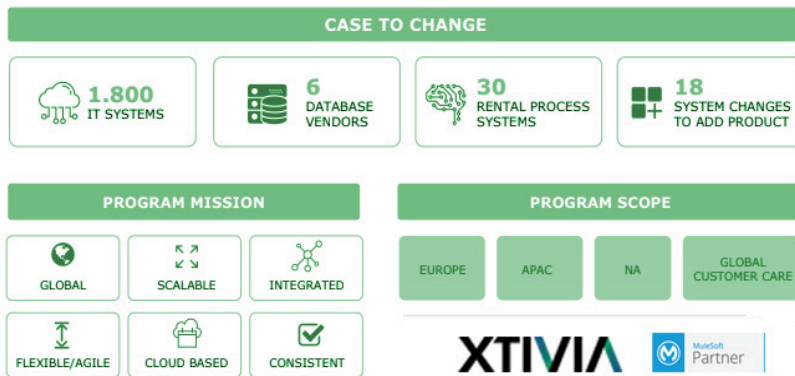 CASE TO CHANGE
1.800
IT SYSTEMS
6
DATABASE
VENDORS
30
RENTAL PROCESS
SYSTEMS
18
SYSTEM CHANGES
TO ADD PRODUCT
PROGRAM MISSION
GLOBAL
SCALABLE
INTEGRATED
FLEXIBLE/AGILE
CLOUD BASED
CONSISTENT
PROGRAM SCOPE
EUROPE
APAC
NA
GLOBAL
CUSTOMER CARE
XTIVIA
MuleSoft
Partner